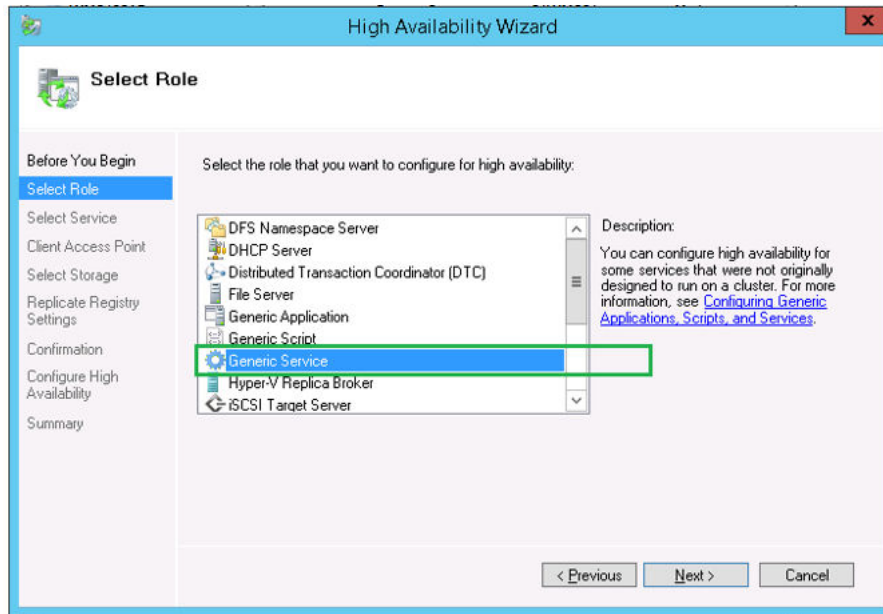 High Availability Wizard
x
Select Role
Before You Begin
Select Role
Select Service
Client Access Point
Select Storage
Replicate Registry
Settings
Confirmation
Configure High
Availability
Summary
Select the role that you want to configure for high availability:
DFS Namespace Server
DHCP Server
Distributed Transaction Coordinator (DTC)
File Server
Generic Application
Generic Script
Generic Service
Hyper-V Replica Broker
iSCSI Target Server
Description:
You can configure high availability for
some services that were not originally
designed to run on a cluster. For more
information, see Configuring Generic
Applications, Scripts, and Services.
< Previous
Next >
Cancel